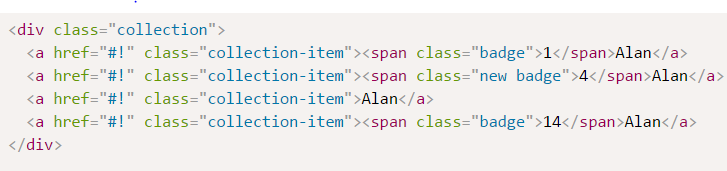 <div class="collection">
<a href="#!" class="collection-item"><span class="badge">1</span>Alan</a>
<a href="#!" class="collection-item"><span class="new badge">4</span>Alan</a>
<a href="#!" class="collection-item">Alan</a>
<a href="#!" class="collection-item"><span class="badge">14</span>Alan</a>
</div>